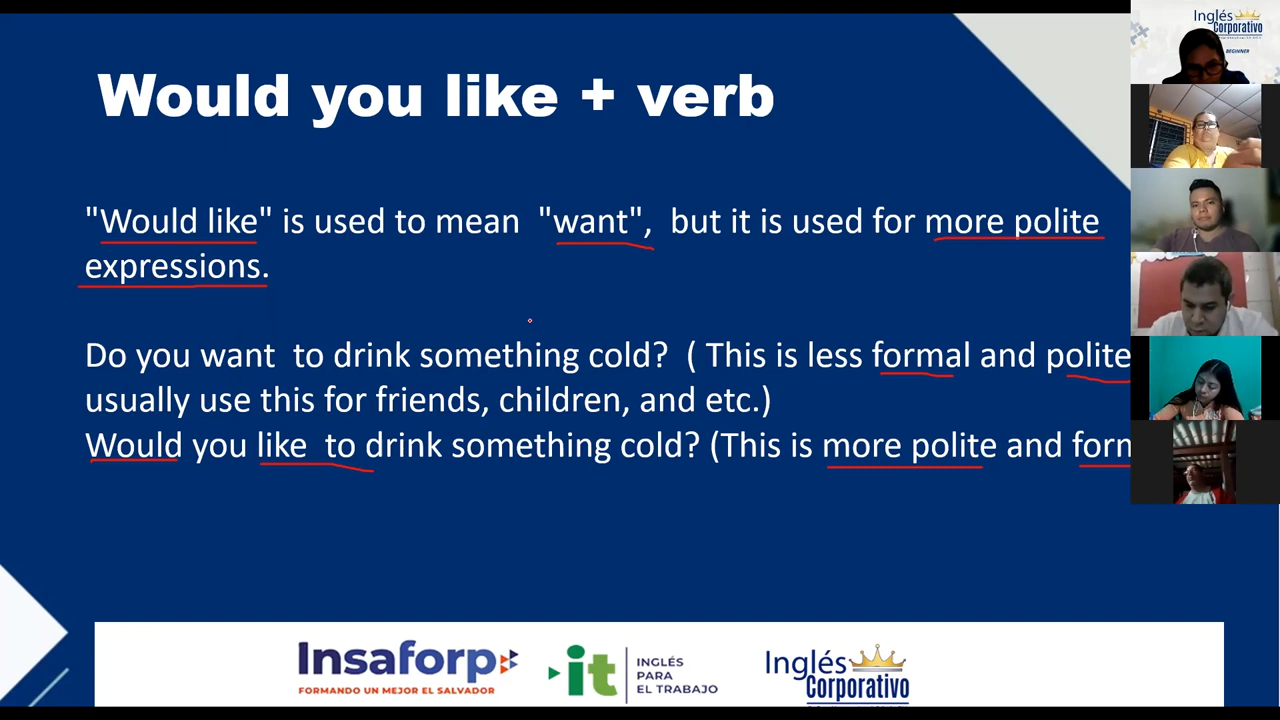 Would you like + verb
"Would like" is used to mean "want", but it is used for more polite
expressions.
Do you want to drink something cold? ( This is less formal and polite
usually use this for friends, children, and etc.)
Would you like to drink something cold? (This is more polite and form
Insaforp
FORMANDO UN MEJOR EL SALVADOR
it
INGLÉS
PARA
EL TRABAJO
Inglés
Corporativo
Inglés
Corporativo
BEGINNER